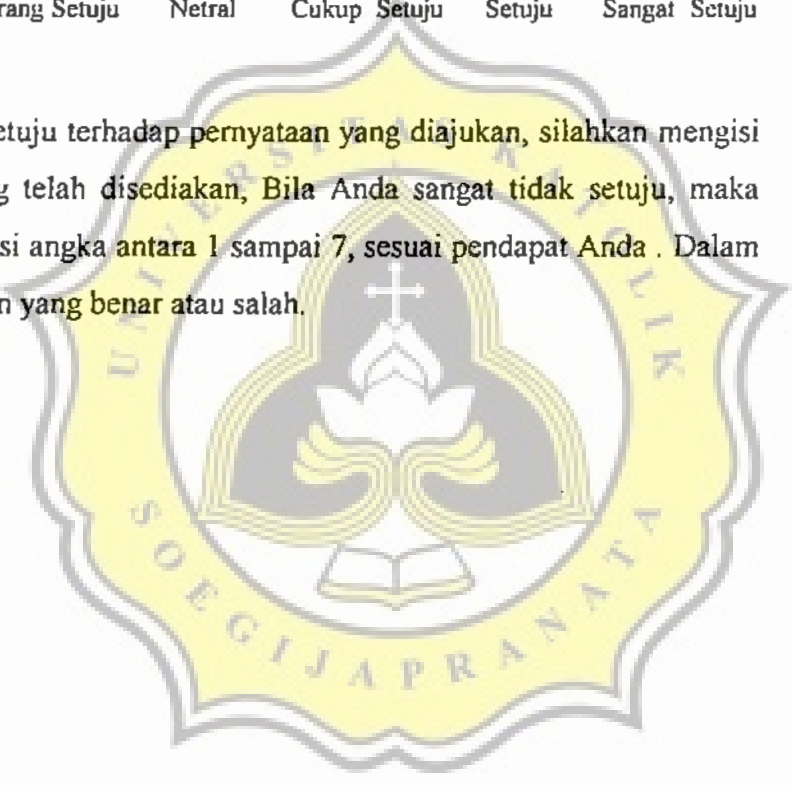 rang Setuju Netral Cukup Setuju Setuju Sangat Setuju
etuju terhadap pernyataan yang diajukan, silahkan mengisi
g telah disediakan, Bila Anda sangat tidak setuju, maka
si angka antara 1 sampai 7, sesuai pendapat Anda . Dalam
n yang benar atau salah.
UNIVERSITAS KATOLIK
SOEGIJAPRANATA